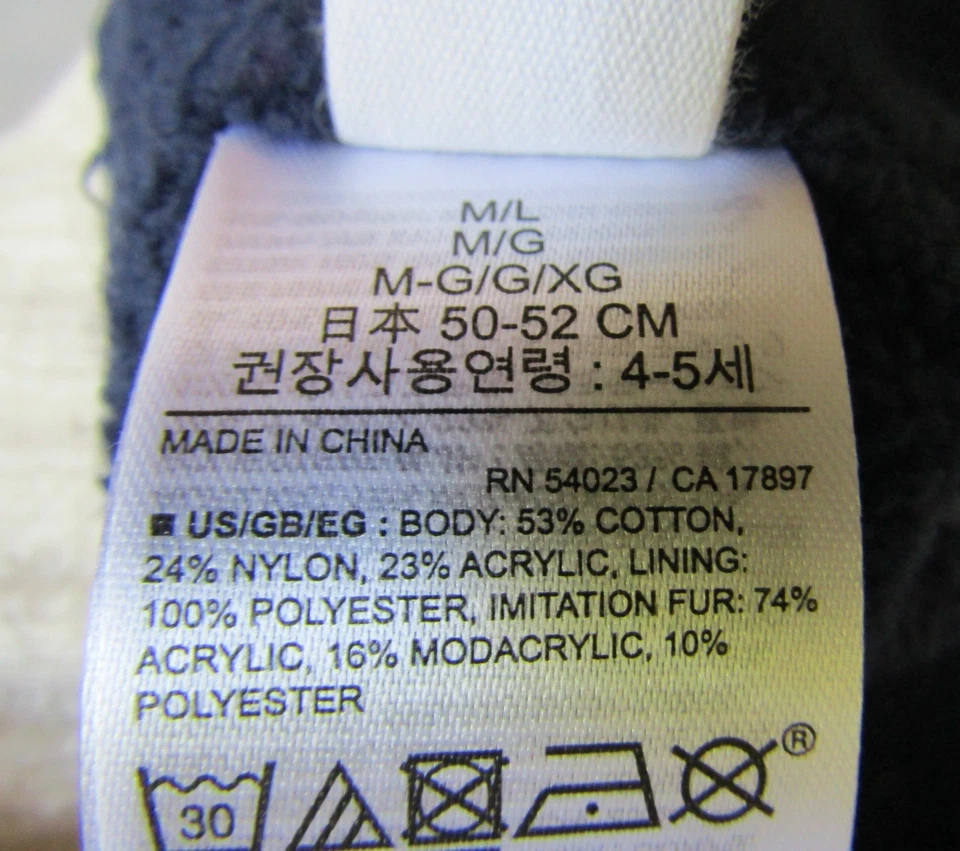 M/L
M/G
M-G/G/XG
日本 50-52 CM
권장사용연령 : 4-5세
MADE IN CHINA
RN 54023 / CA 17897
■ US/GB/EG : BODY: 53% COTTON,
24% NYLON, 23% ACRYLIC, LINING:
100% POLYESTER, IMITATION FUR: 74%
ACRYLIC, 16% MODACRYLIC, 10%
POLYESTER
30 ®